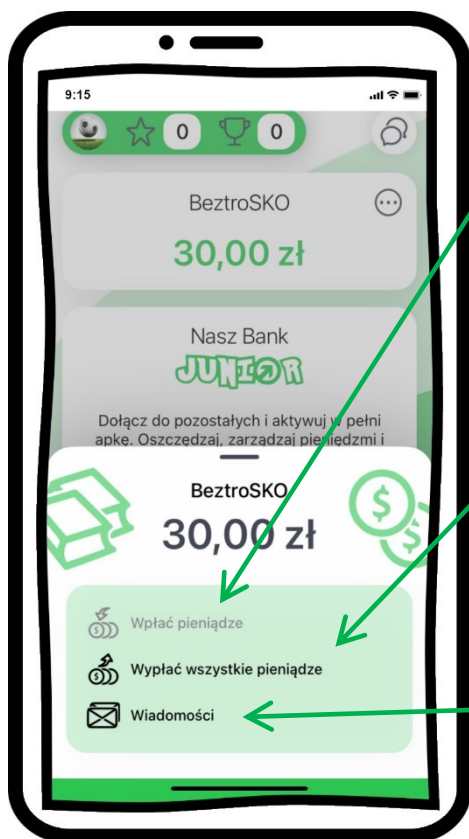 9:15
0 0
BeztroSKO
30,00 zł
Nasz Bank
JUNIOR
Dołącz do pozostałych i aktywuj w pełni
apkę. Oszczędzaj, zarządzaj pieniędzmi i
BeztroSKO
30,00 zł
Wpłać pieniądze
Wypłać wszystkie pieniądze
Wiadomości